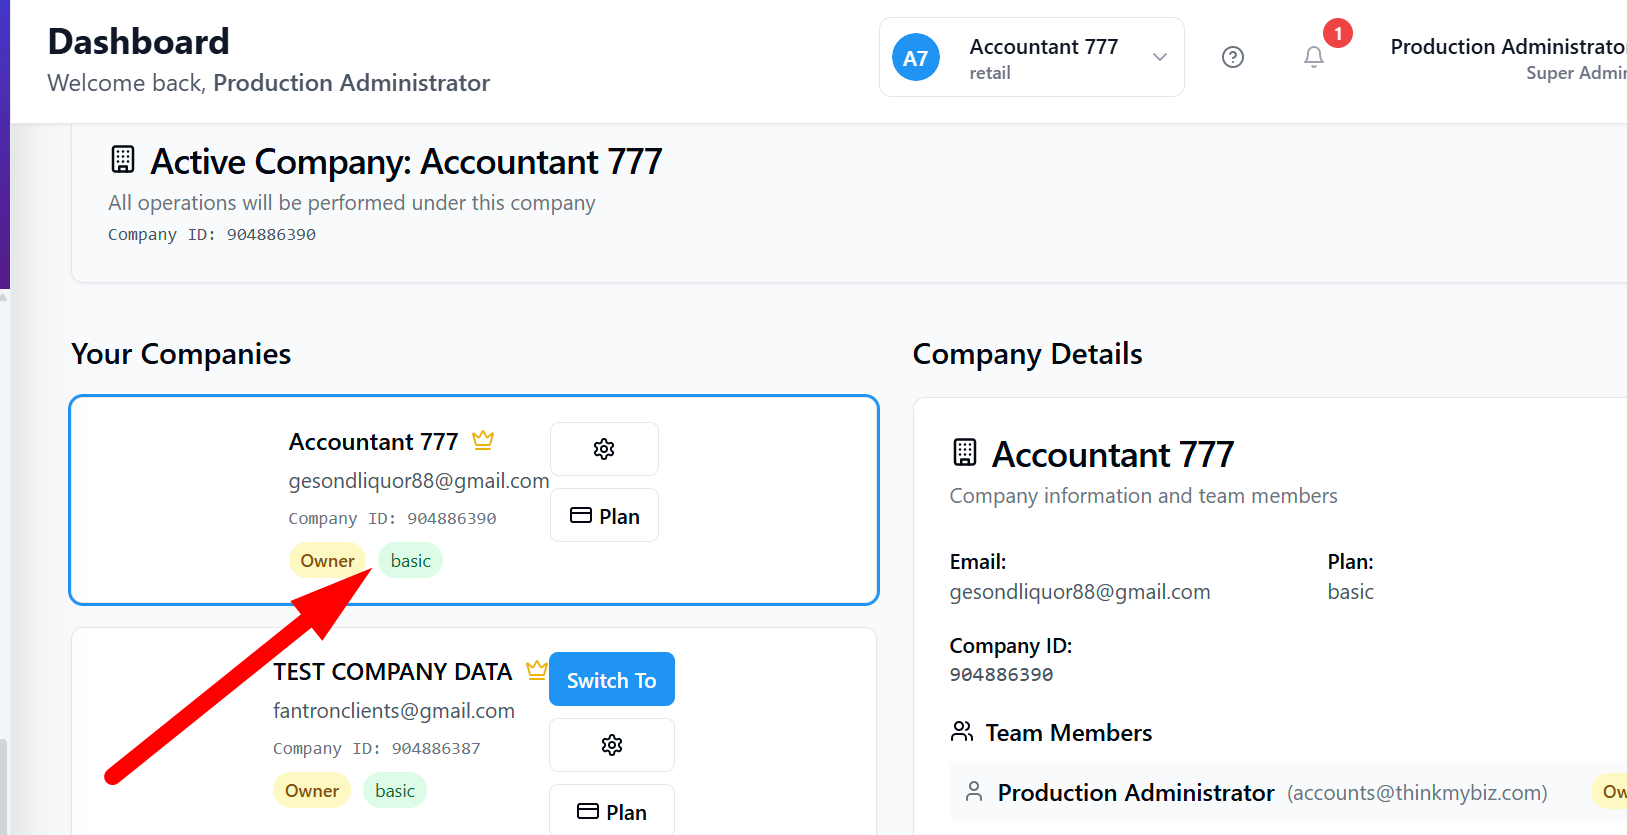 Dashboard
Welcome back, Production Administrator
A7
Accountant 777
retail
1
Production Administrato
Super Admi
Active Company: Accountant 777
All operations will be performed under this company
Company ID: 904886390
Your Companies
Accountant 777
gesondliquor88@gmail.com
Company ID: 904886390
Owner
basic
Plan
TEST COMPANY DATA
fantronclients@gmail.com
Company ID: 904886387
Owner
basic
Switch To
Plan
Company Details
Accountant 777
Company information and team members
Email:
gesondliquor88@gmail.com
Plan:
basic
Company ID:
904886390
Team Members
Production Administrator (accounts@thinkmybiz.com)
Ow